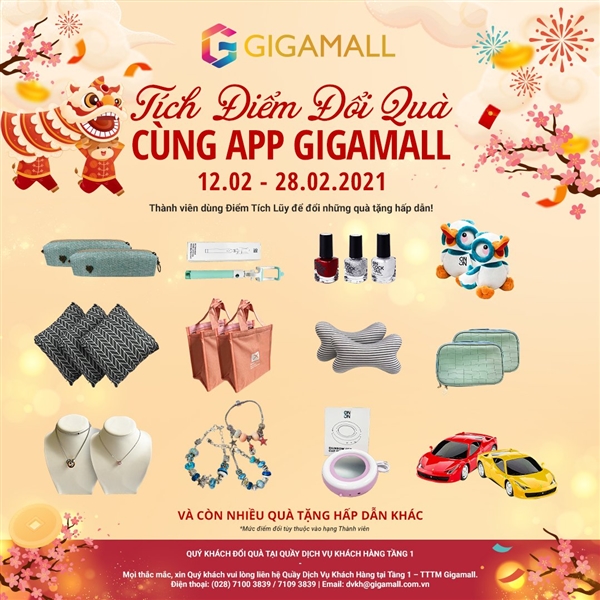 GIGAMALL
Tích Điểm Đổi Quà
CÙNG APP GIGAMALL
12.02 - 28.02.2021
Thành viên dùng Điểm Tích Lũy để đổi những quà tặng hấp dẫn!
VÀ CÒN NHIỀU QUÀ TẶNG HẤP DẪN KHÁC
*Mức điểm đổi tùy thuộc vào hạng Thành viên
QUÝ KHÁCH ĐỔI QUÀ TẠI QUẦY DỊCH VỤ KHÁCH HÀNG TẦNG 1
-
Mọi thắc mắc, xin Quý khách vui lòng liên hệ Quầy Dịch Vụ Khách Hàng tại Tầng 1 – TTTM Gigamall.
Điện thoại: (028) 7100 3839 / 7109 3839 | Email: dvkh@gigamall.com.vn